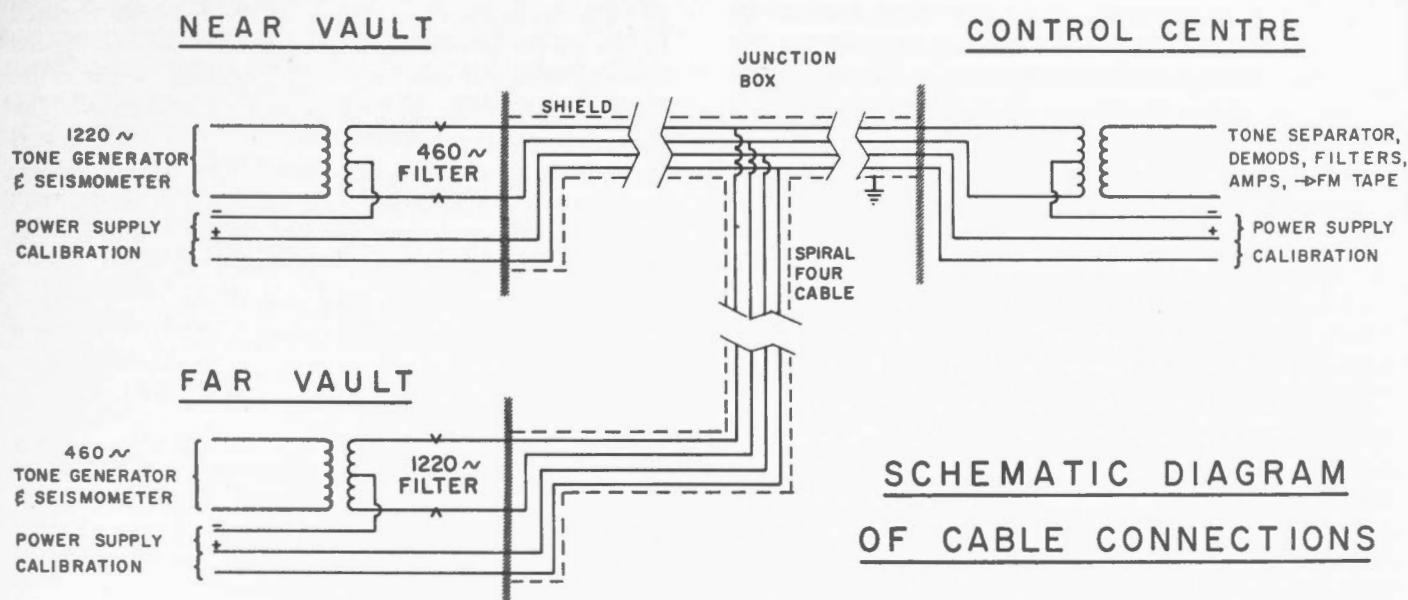 NEAR VAULT
CONTROL CENTRE
JUNCTION
BOX
SHIELD
1220 ~
TONE GENERATOR
& SEISMOMETER
460 ~
FILTER
TONE SEPARATOR,
DEMODS, FILTERS,
AMPS, →FM TAPE
−
+
POWER SUPPLY
CALIBRATION
−
+
POWER SUPPLY
CALIBRATION
SPIRAL
FOUR
CABLE
FAR VAULT
460 ~
TONE GENERATOR
& SEISMOMETER
1220 ~
FILTER
−
+
POWER SUPPLY
CALIBRATION
SCHEMATIC DIAGRAM
OF CABLE CONNECTIONS